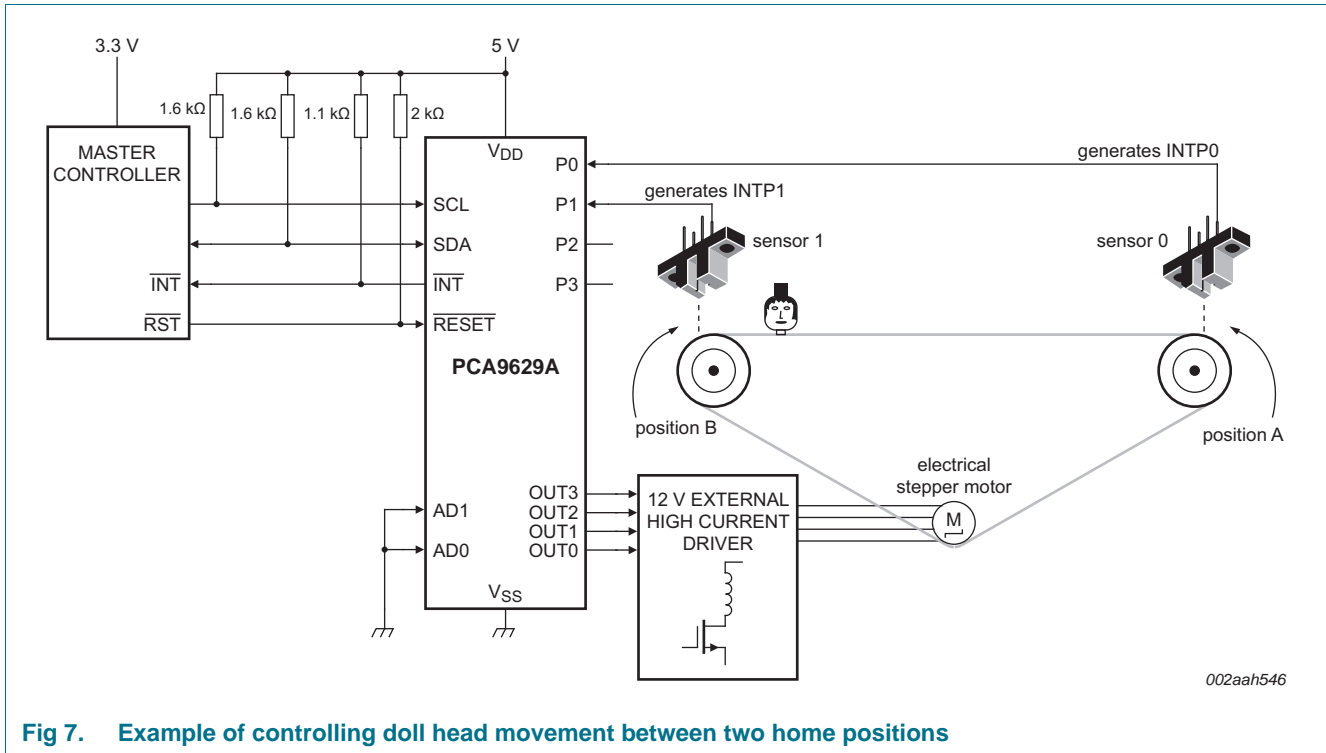 3.3 V
5 V
1.6 kΩ
1.6 kΩ
1.1 kΩ
2 kΩ
MASTER
CONTROLLER
INT
RST
VDD
SCL
SDA
INT
RESET
PCA9629A
P0
P1
P2
P3
AD1
AD0
OUT3
OUT2
OUT1
OUT0
VSS
generates INTP0
generates INTP1
sensor 1
sensor 0
position B
position A
electrical
stepper motor
M
12 V EXTERNAL
HIGH CURRENT
DRIVER
002aah546
Fig 7. Example of controlling doll head movement between two home positions